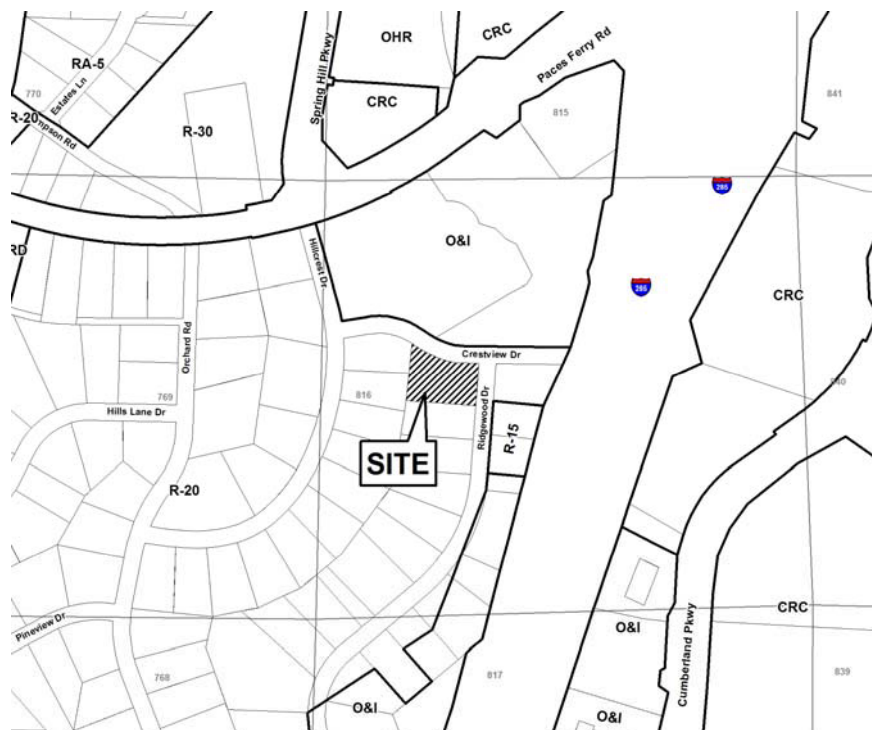 CRC
OHR
RA-5
Paces Ferry Rd
770
Estates Ln
Spring Hill Pkwy
841
CRC
815
R-20
mpson Rd
R-30
285
O&I
RD
Hillcrest Dr
285
CRC
Orchard Rd
Crestview Dr
840
769
816
Hills Lane Dr
Ridgewood Dr
R-15
SITE
R-20
CRC
Pineview Dr
O&I
Cumberland Pkwy
768
817
839
O&I
O&I